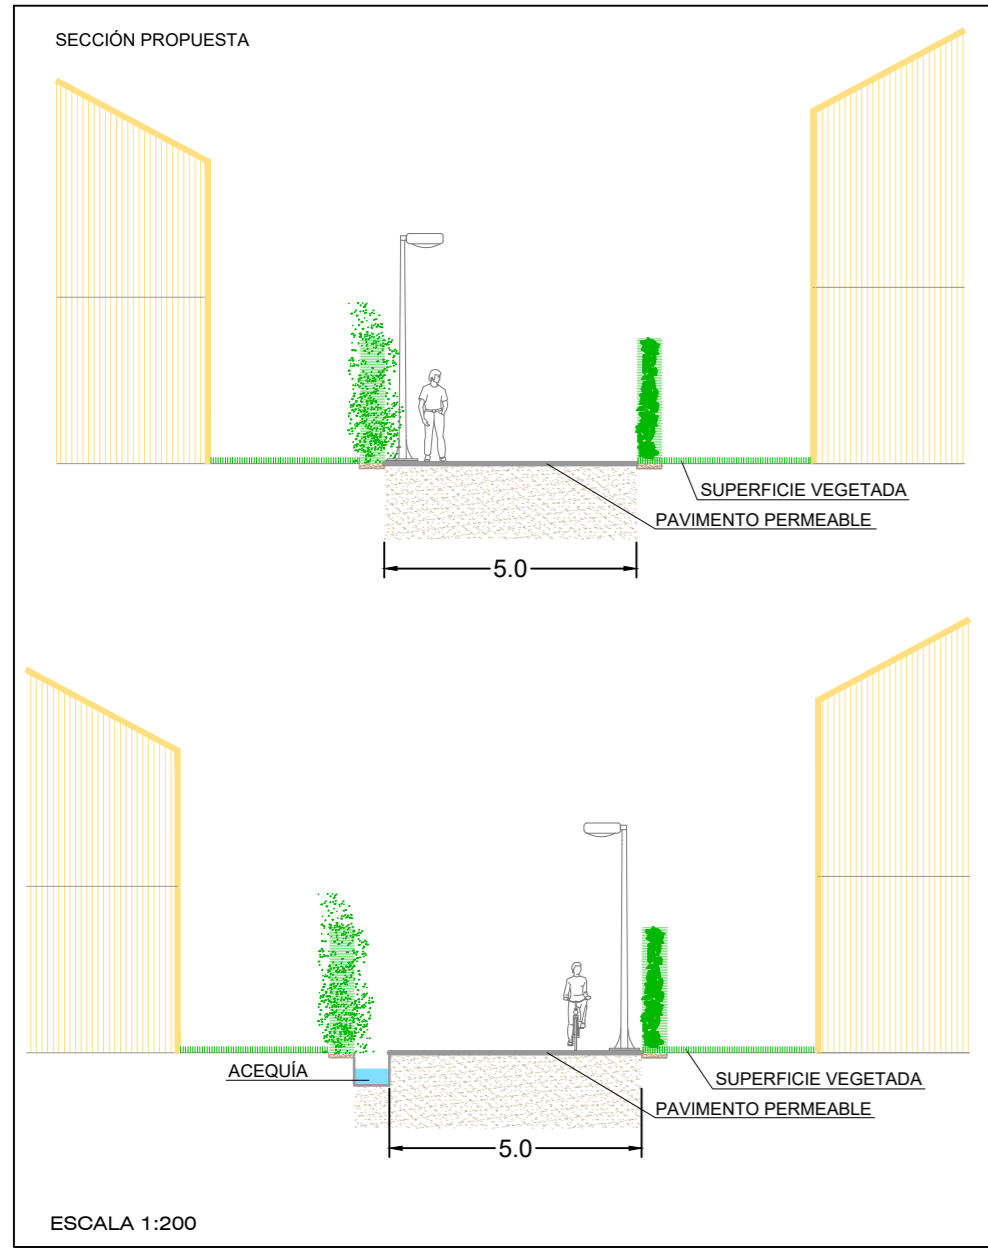 SECCIÓN PROPUESTA
SUPERFICIE VEGETADA
PAVIMENTO PERMEABLE
5.0
ACEQUÍA
SUPERFICIE VEGETADA
PAVIMENTO PERMEABLE
5.0
ESCALA 1:200